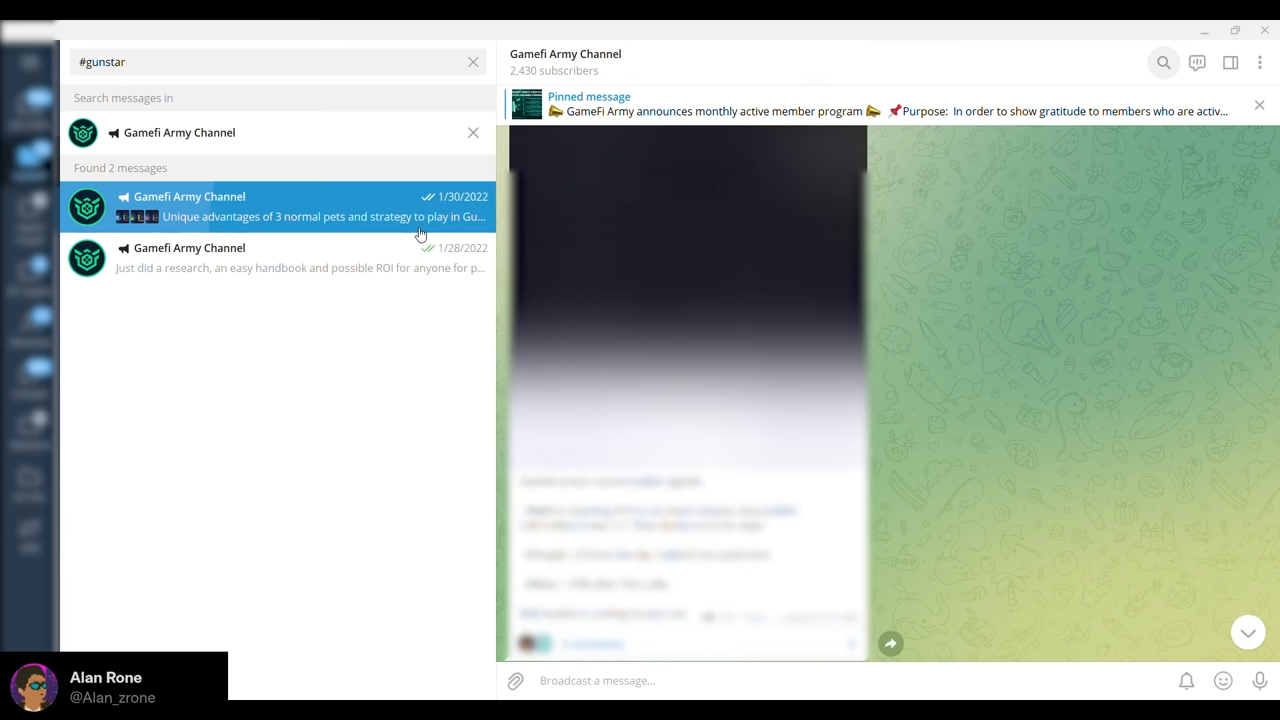 #gunstar
Search messages in
Gamefi Army Channel
Found 2 messages
Gamefi Army Channel 1/30/2022
Unique advantages of 3 normal pets and strategy to play in Gu...
Gamefi Army Channel 1/28/2022
Just did a research, an easy handbook and possible ROI for anyone for p...
Gamefi Army Channel
2,430 subscribers
Pinned message
GameFi Army announces monthly active member program Purpose: In order to show gratitude to members who are activ...
Broadcast a message...
Alan Rone
@Alan_zrone